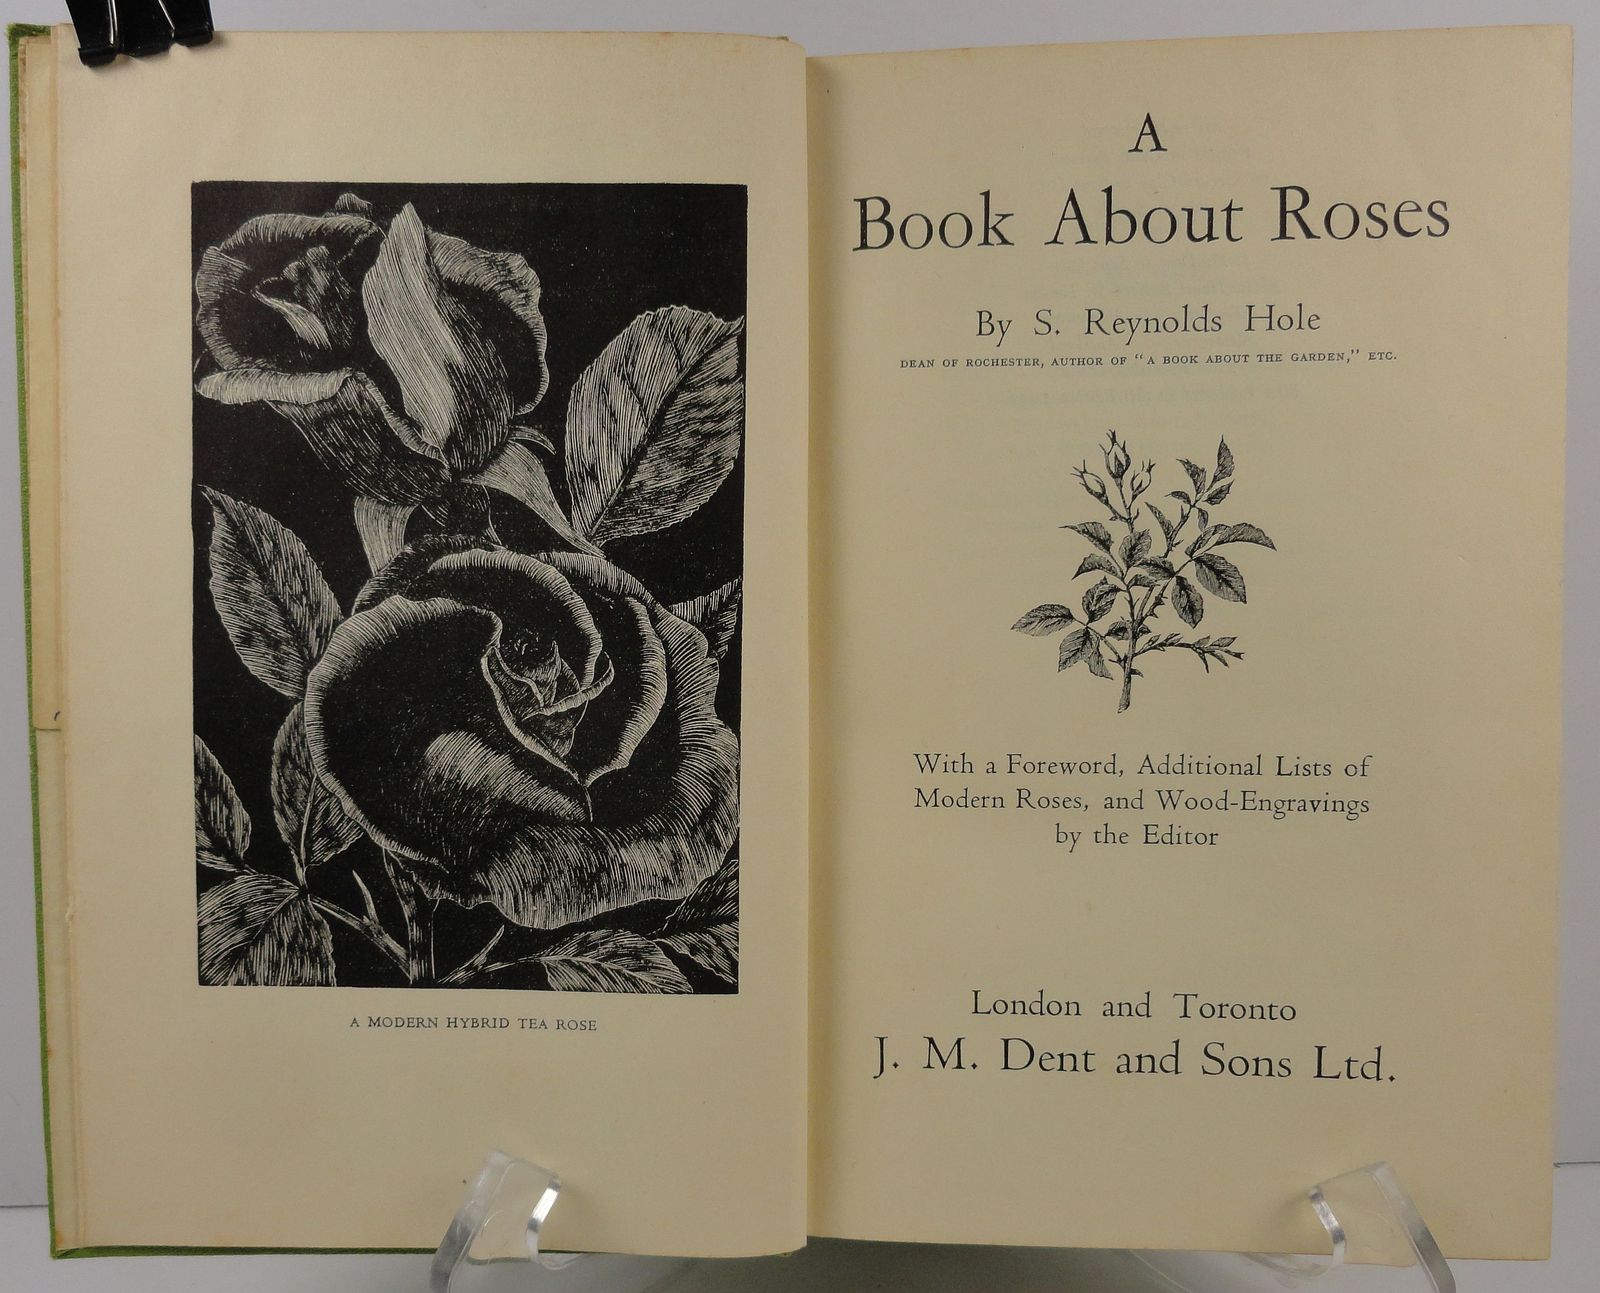 A MODERN HYBRID TEA ROSE
A
Book About Roses
By S. Reynolds Hole
DEAN OF ROCHESTER, AUTHOR OF "A BOOK ABOUT THE GARDEN," ETC.
With a Foreword, Additional Lists of
Modern Roses, and Wood-Engravings
by the Editor
London and Toronto
J. M. Dent and Sons Ltd.